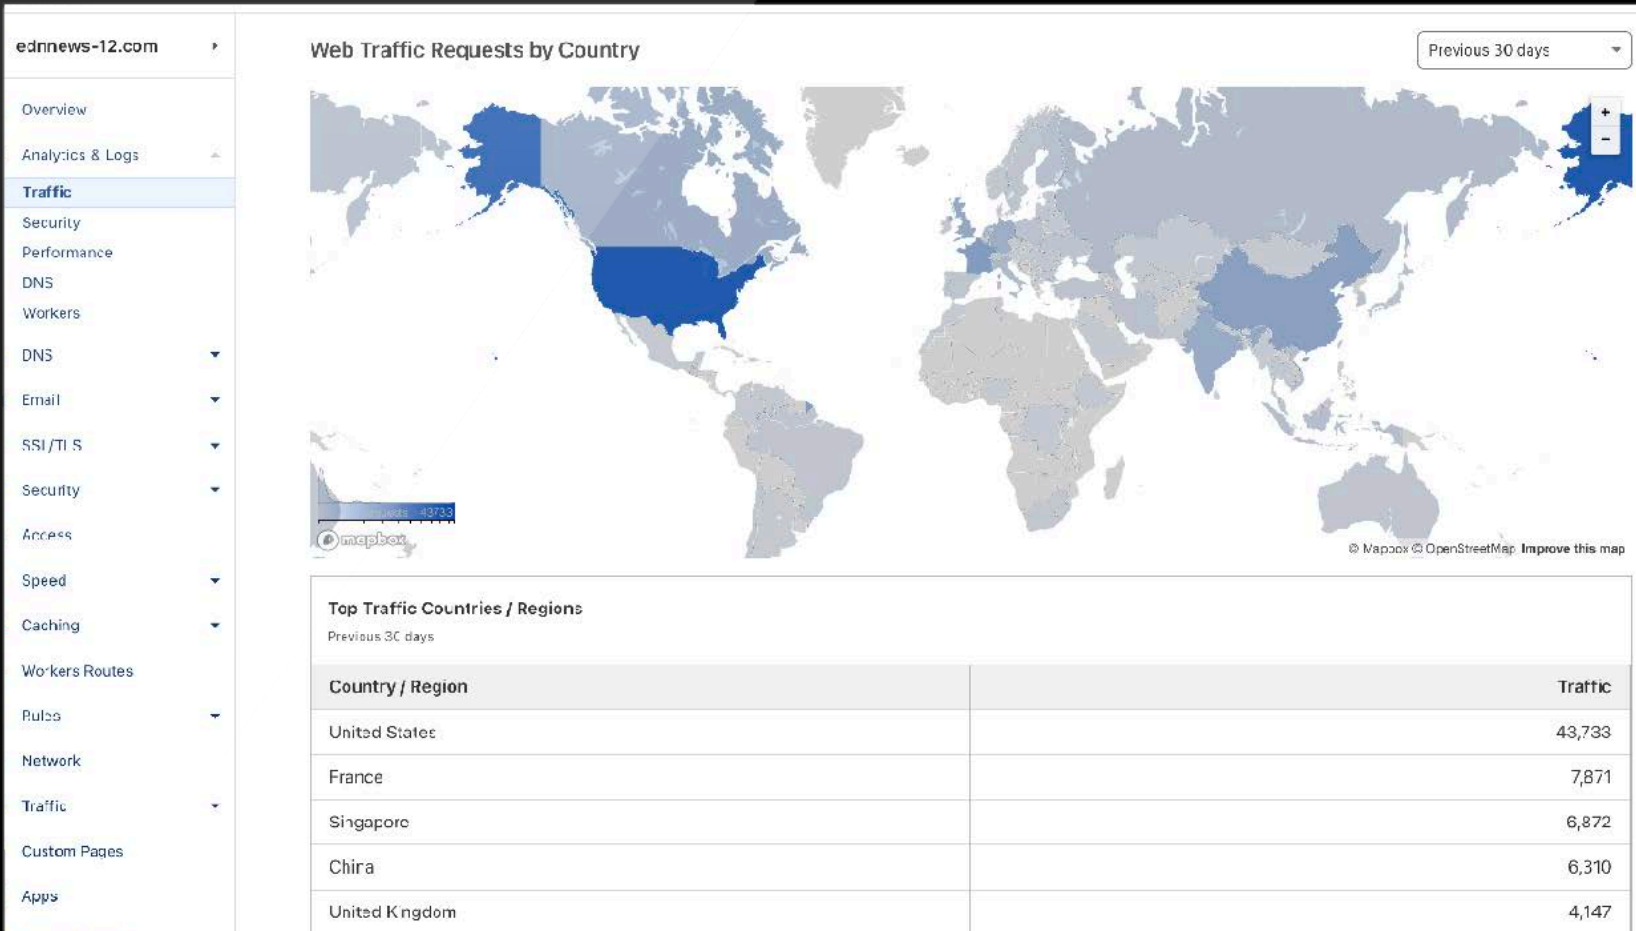 ednnews-12.com
Web Traffic Requests by Country
Previous 30 days
Overview
Analytics & Logs
Traffic
Security
Performance
DNS
Workers
DNS
Email
SSL/TLS
Security
Access
Speed
Caching
Workers Routes
Rules
Network
Traffic
Custom Pages
Apps
+
−
43733
mapbox
© Mapbox © OpenStreetMap Improve this map
Top Traffic Countries / Regions
Previous 30 days
Country / Region Traffic
United States 43,733
France 7,871
Singapore 6,872
China 6,310
United Kingdom 4,147